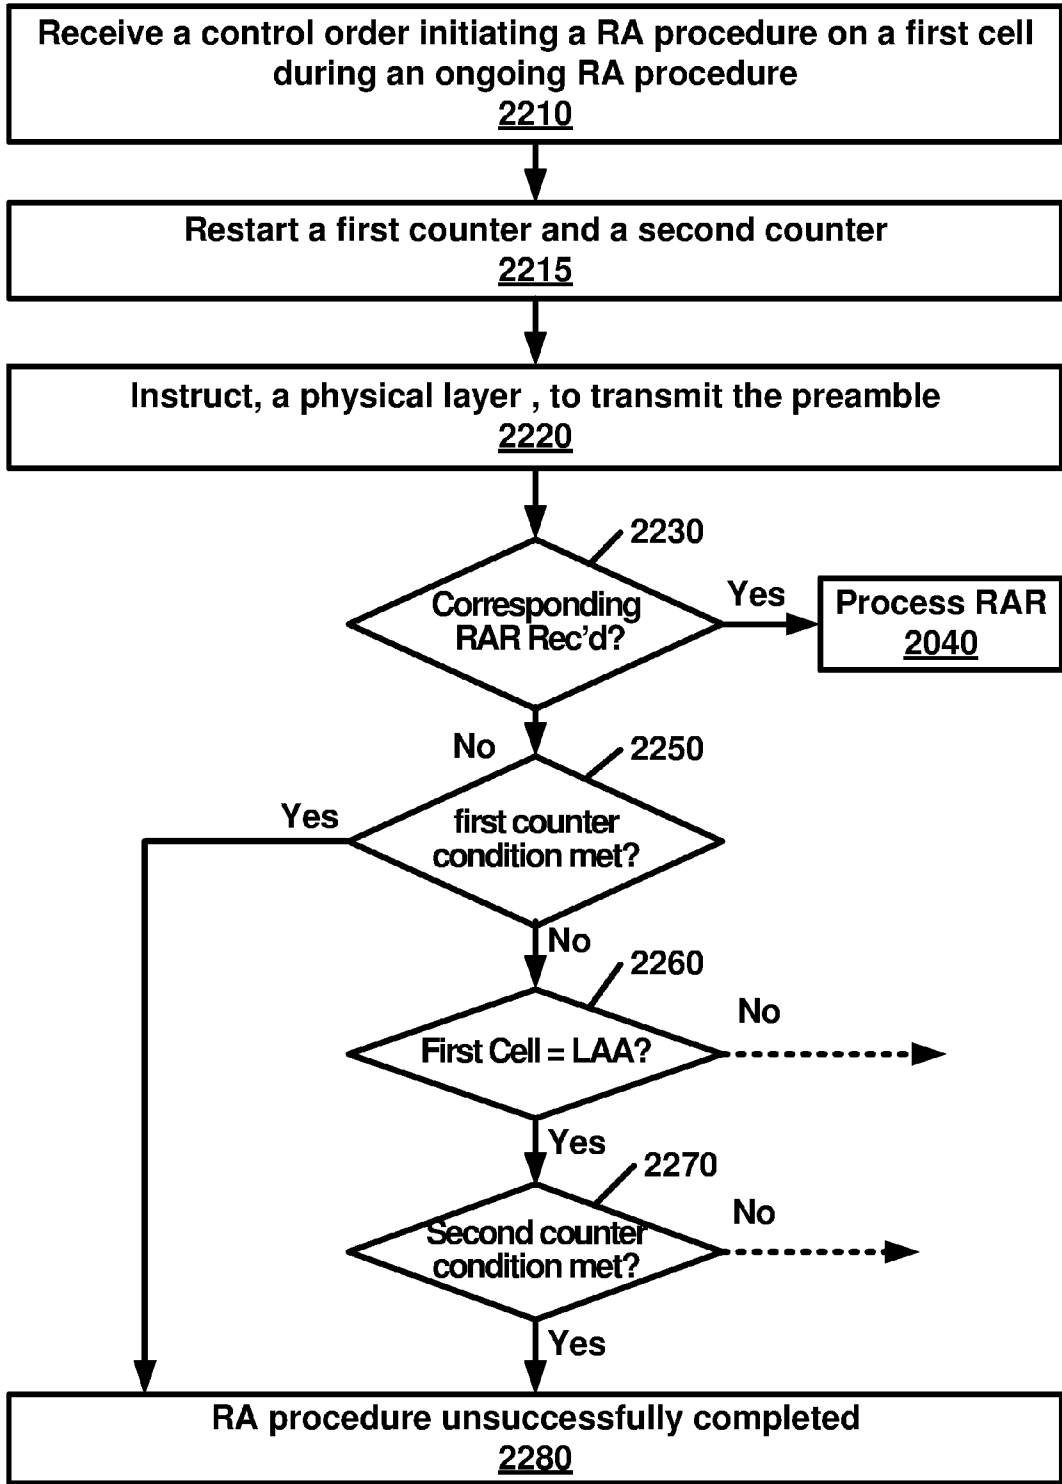 Receive a control order initiating a RA procedure on a first cell
during an ongoing RA procedure
2210
Restart a first counter and a second counter
2215
Instruct, a physical layer , to transmit the preamble
2220
2230
Corresponding
RAR Rec'd?
Yes
Process RAR
2040
No
2250
Yes
first counter
condition met?
No
2260
First Cell = LAA?
No
Yes
2270
Second counter
condition met?
No
Yes
RA procedure unsuccessfully completed
2280